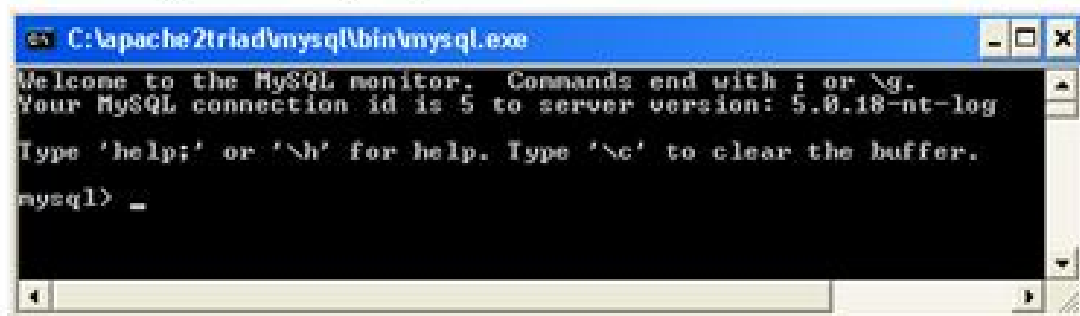 C:\apache2triad\mysql\bin\mysql.exe
Welcome to the MySQL monitor.  Commands end with ; or \g.
Your MySQL connection id is 5 to server version: 5.0.18-nt-log
Type 'help;' or '\h' for help. Type '\c' to clear the buffer.
mysql> _